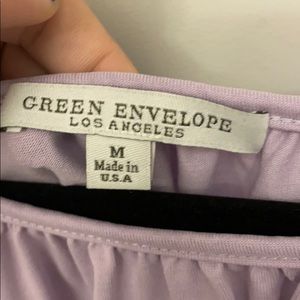 GREEN ENVELOPE
LOS ANGELES
M
Made in
U.S.A